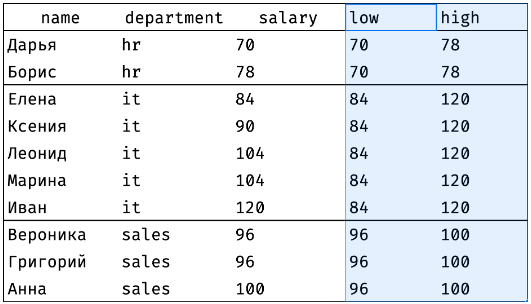 name department salary low high
Дарья hr 70 70 78
Борис hr 78 70 78
Елена it 84 84 120
Ксения it 90 84 120
Леонид it 104 84 120
Марина it 104 84 120
Иван it 120 84 120
Вероника sales 96 96 100
Григорий sales 96 96 100
Анна sales 100 96 100